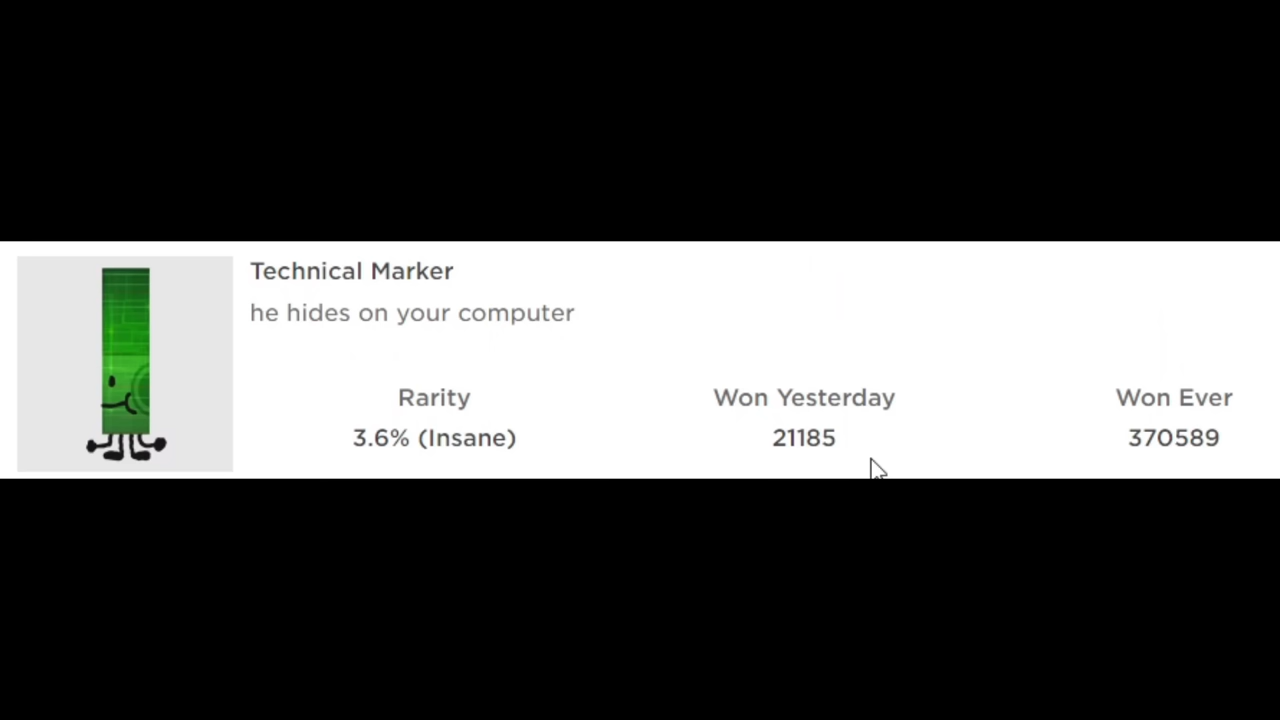 Technical Marker
he hides on your computer
Rarity Won Yesterday Won Ever
3.6% (Insane) 21185 370589